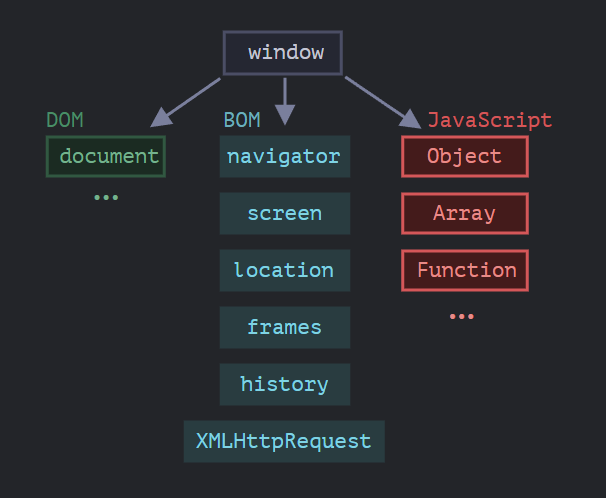 window
DOM
document
...
BOM
navigator
screen
location
frames
history
XMLHttpRequest
JavaScript
Object
Array
Function
...